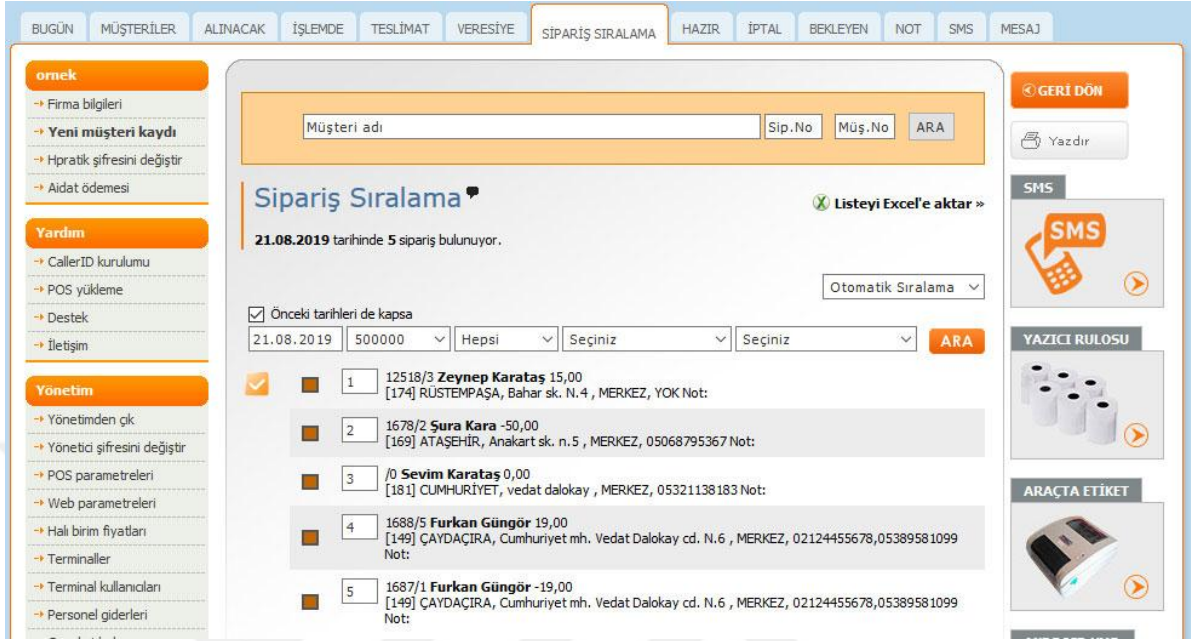 BUGÜN MÜŞTERİLER ALINACAK İŞLEMDE TESLİMAT VERESİYE SİPARİŞ SIRALAMA HAZIR İPTAL BEKLEYEN NOT SMS MESAJ
ornek
Firma bilgileri
Yeni müşteri kaydı
Hpratik şifresini değiştir
Aidat ödemesi
Yardım
CallerID kurulumu
POS yükleme
Destek
İletişim
Yönetim
Yönetimden çık
Yönetici şifresini değiştir
POS parametreleri
Web parametreleri
Halı birim fiyatları
Terminaller
Terminal kullanıcıları
Personel giderleri
Müşteri adı Sip.No Müş.No ARA
Sipariş Sıralama
Listeyi Excel'e aktar »
21.08.2019 tarihinde 5 sipariş bulunuyor.
Otomatik Sıralama
Önceki tarihleri de kapsa
21.08.2019 500000 Hepsi Seçiniz Seçiniz ARA
1 12518/3 Zeynep Karataş 15,00
[174] RÜSTEMPAŞA, Bahar sk. N.4 , MERKEZ, YOK Not:
2 1678/2 Şura Kara -50,00
[169] ATAŞEHİR, Anakart sk. n.5 , MERKEZ, 05068795367 Not:
3 /0 Sevim Karataş 0,00
[181] CUMHURİYET, vedat dalokay , MERKEZ, 05321138183 Not:
4 1688/5 Furkan Güngör 19,00
[149] ÇAYDAÇIRA, Cumhuriyet mh. Vedat Dalokay cd. N.6 , MERKEZ, 02124455678,05389581099
Not:
5 1687/1 Furkan Güngör -19,00
[149] ÇAYDAÇIRA, Cumhuriyet mh. Vedat Dalokay cd. N.6 , MERKEZ, 02124455678,05389581099
Not:
GERİ DÖN
Yazdır
SMS
SMS
YAZICI RULOSU
ARAÇTA ETİKET